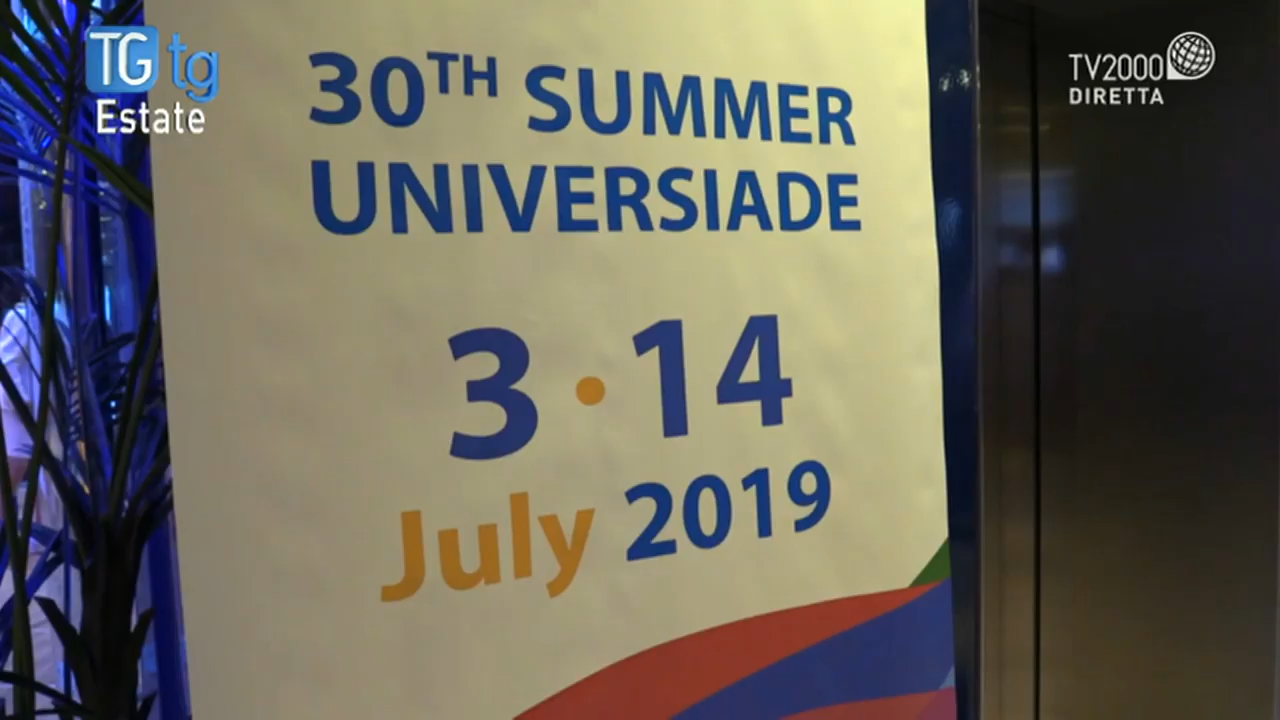 TG tg
Estate
TV2000
DIRETTA
30TH SUMMER
UNIVERSIADE
3 · 14
July 2019